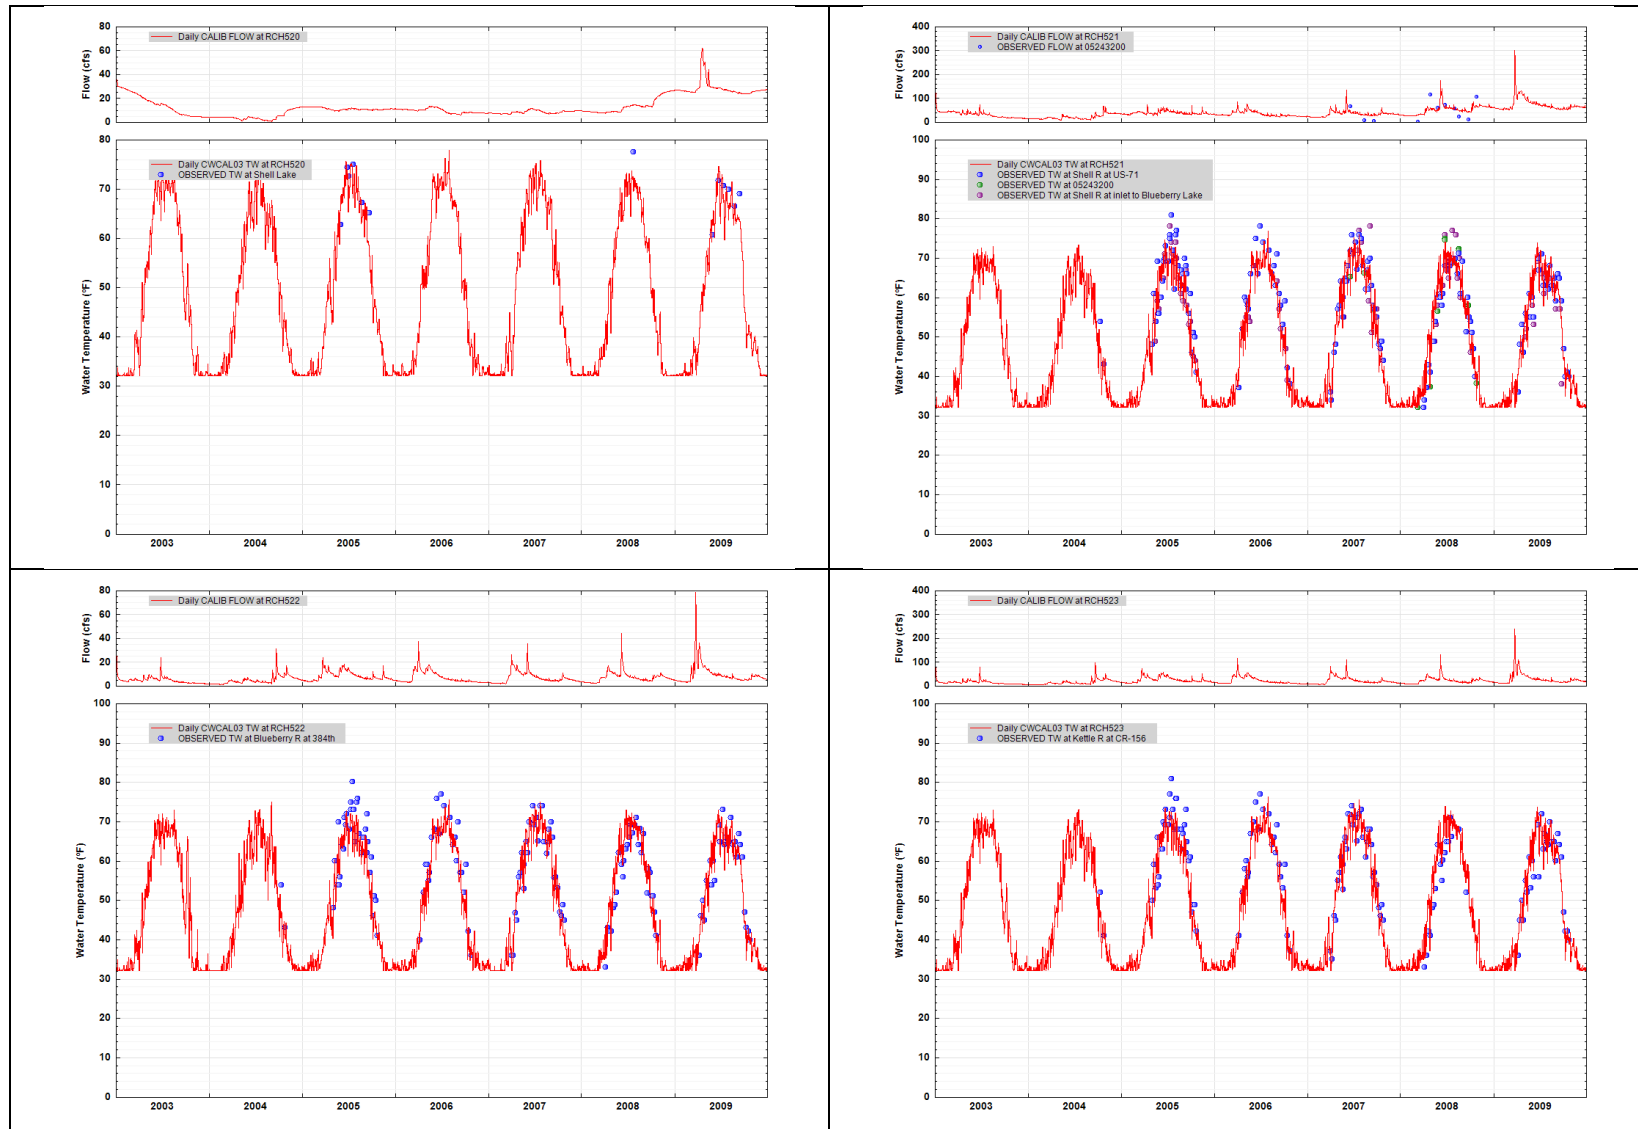 80
60
40
20
0
Flow (cfs)
Daily CALIB FLOW at RCH520
80
70
60
50
40
30
20
10
0
Water Temperature (°F)
Daily CWCAL03 TW at RCH520
OBSERVED TW at Shell Lake
2003 2004 2005 2006 2007 2008 2009
400
300
200
100
0
Flow (cfs)
Daily CALIB FLOW at RCH521
OBSERVED FLOW at 05243200
100
90
80
70
60
50
40
30
20
10
0
Water Temperature (°F)
Daily CWCAL03 TW at RCH521
OBSERVED TW at Shell R at US-71
OBSERVED TW at 05243200
OBSERVED TW at Shell R at inlet to Blueberry Lake
2003 2004 2005 2006 2007 2008 2009
80
60
40
20
0
Flow (cfs)
Daily CALIB FLOW at RCH522
100
90
80
70
60
50
40
30
20
10
0
Water Temperature (°F)
Daily CWCAL03 TW at RCH522
OBSERVED TW at Blueberry R at 384th
2003 2004 2005 2006 2007 2008 2009
400
300
200
100
0
Flow (cfs)
Daily CALIB FLOW at RCH523
100
90
80
70
60
50
40
30
20
10
0
Water Temperature (°F)
Daily CWCAL03 TW at RCH523
OBSERVED TW at Kettle R at CR-156
2003 2004 2005 2006 2007 2008 2009